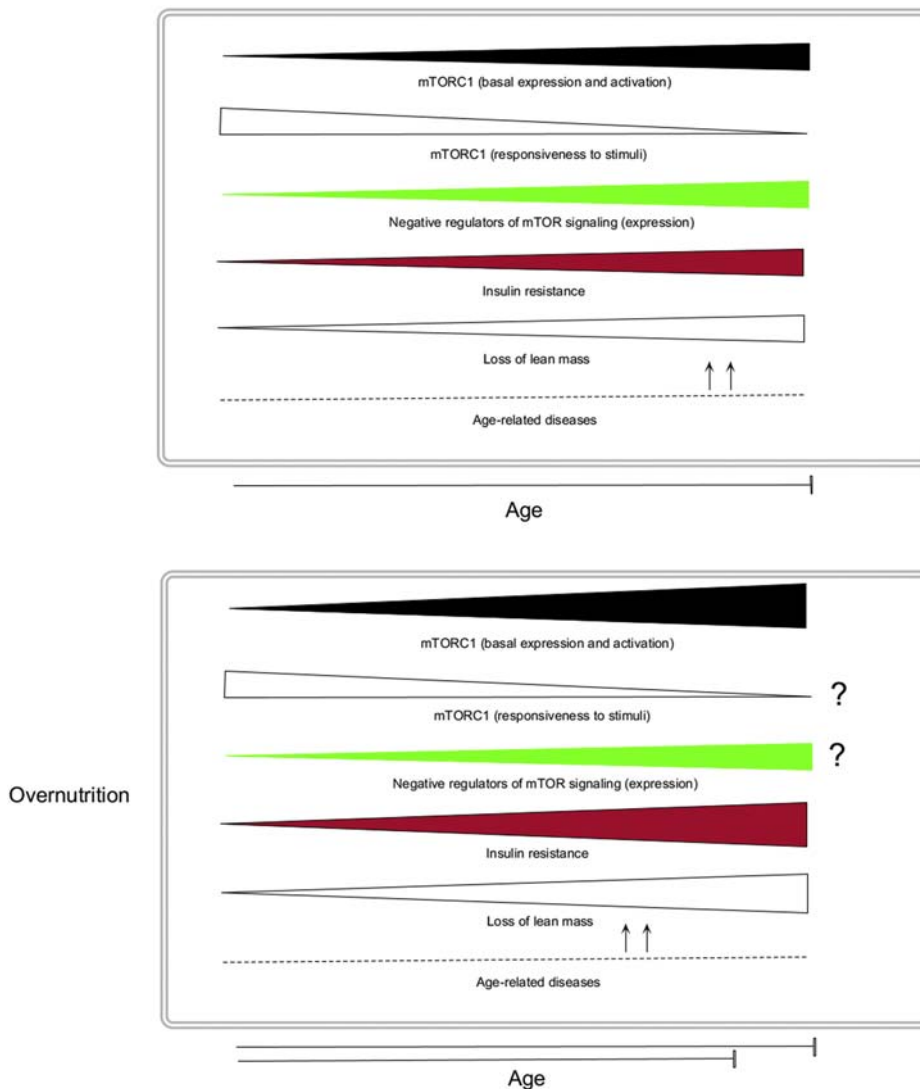 mTORC1 (basal expression and activation)
mTORC1 (responsiveness to stimuli)
Negative regulators of mTOR signaling (expression)
Insulin resistance
Loss of lean mass
Age-related diseases
Age
mTORC1 (basal expression and activation)
?
mTORC1 (responsiveness to stimuli)
?
Negative regulators of mTOR signaling (expression)
Overnutrition
Insulin resistance
Loss of lean mass
Age-related diseases
Age